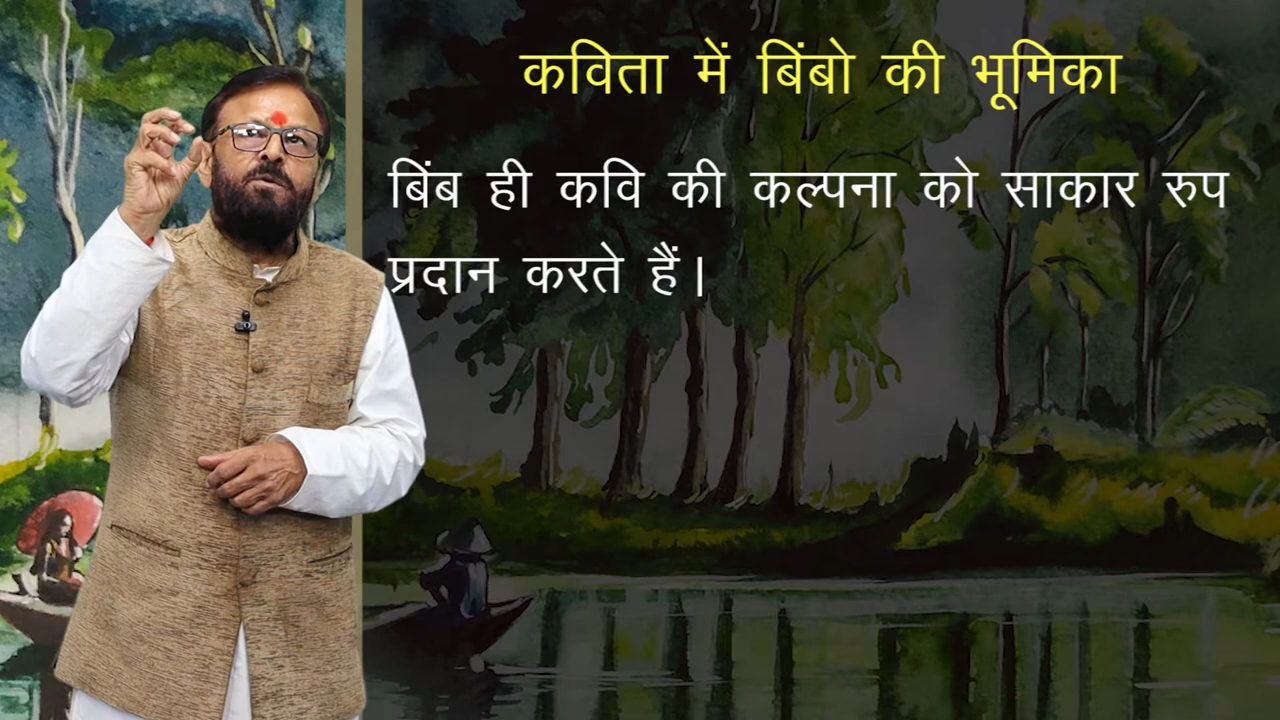 कविता में बिंबो की भूमिका
बिंब ही कवि की कल्पना को साकार रुप
प्रदान करते हैं।